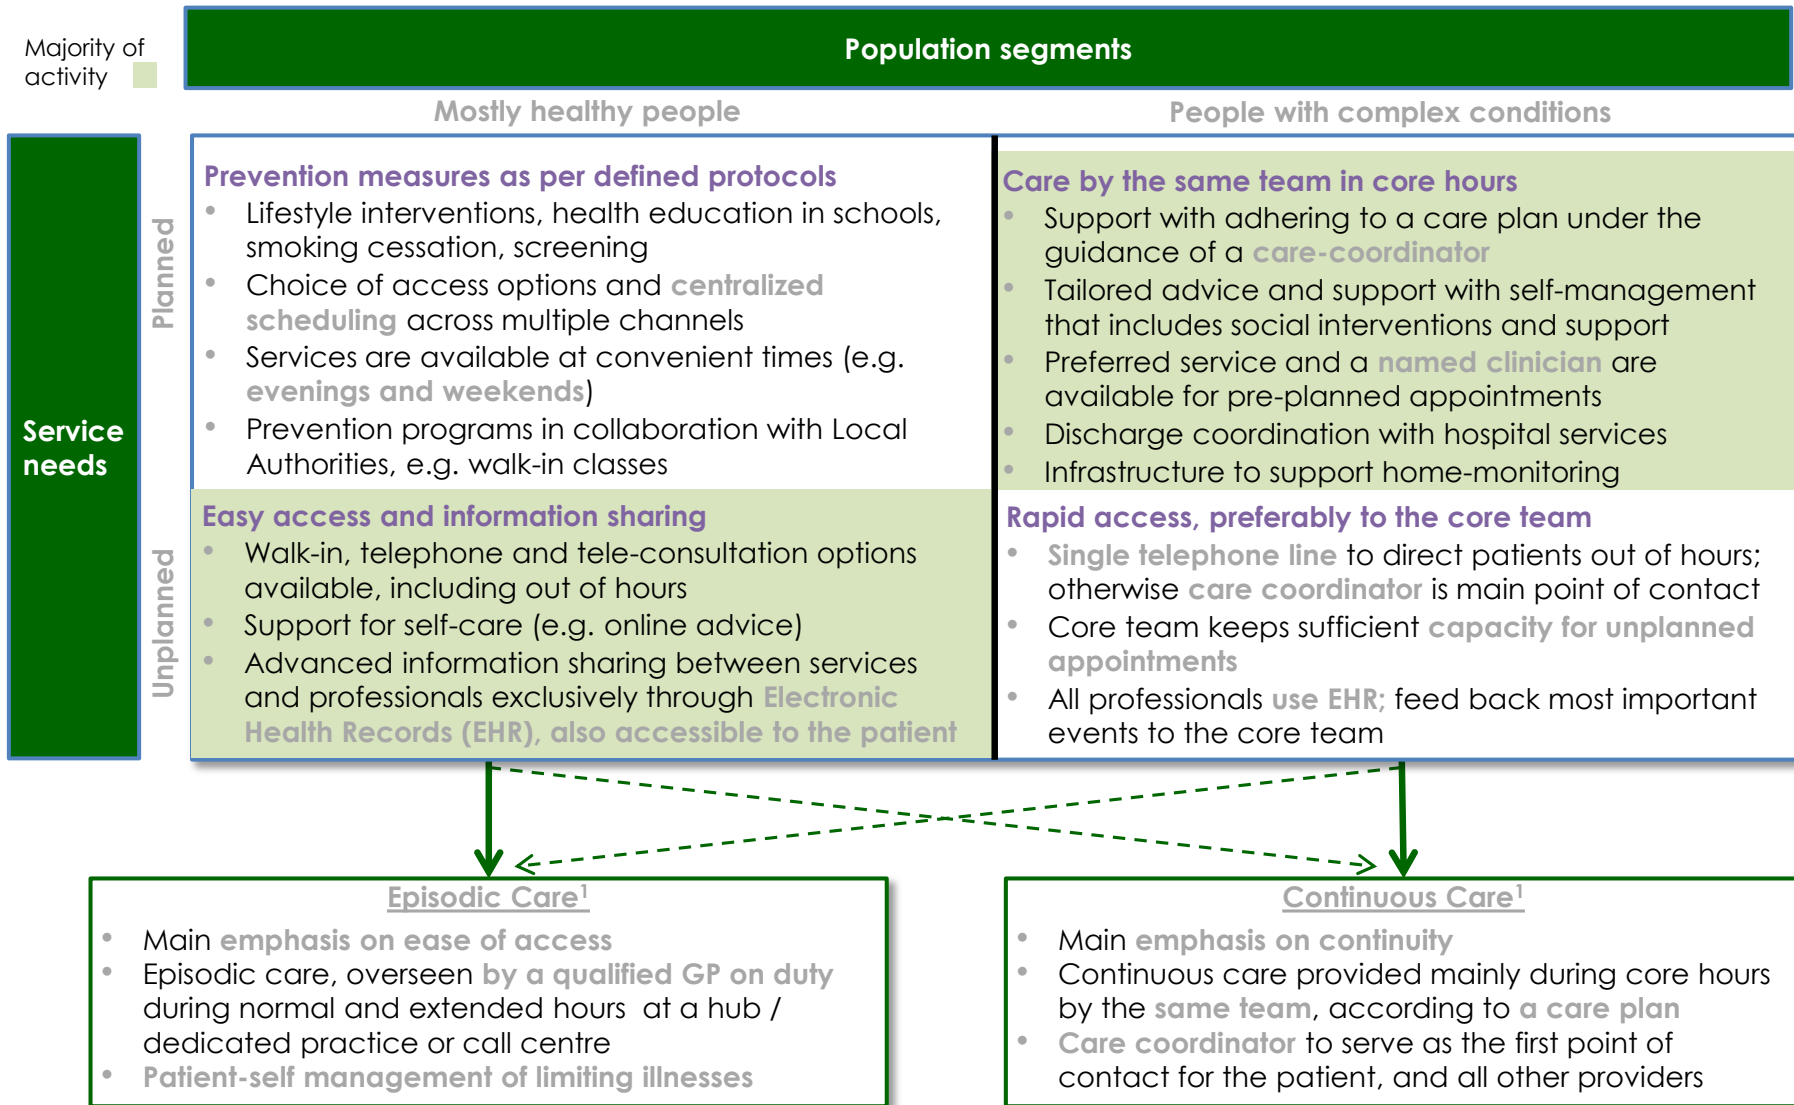 Majority of
activity
Population segments
Mostly healthy people
People with complex conditions
Service
needs
Planned
Unplanned
Prevention measures as per defined protocols
• Lifestyle interventions, health education in schools,
smoking cessation, screening
• Choice of access options and centralized
scheduling across multiple channels
• Services are available at convenient times (e.g.
evenings and weekends)
• Prevention programs in collaboration with Local
Authorities, e.g. walk-in classes
Care by the same team in core hours
• Support with adhering to a care plan under the
guidance of a care-coordinator
• Tailored advice and support with self-management
that includes social interventions and support
• Preferred service and a named clinician are
available for pre-planned appointments
• Discharge coordination with hospital services
• Infrastructure to support home-monitoring
Easy access and information sharing
• Walk-in, telephone and tele-consultation options
available, including out of hours
• Support for self-care (e.g. online advice)
• Advanced information sharing between services
and professionals exclusively through Electronic
Health Records (EHR), also accessible to the patient
Rapid access, preferably to the core team
• Single telephone line to direct patients out of hours;
otherwise care coordinator is main point of contact
• Core team keeps sufficient capacity for unplanned
appointments
• All professionals use EHR; feed back most important
events to the core team
Episodic Care¹
• Main emphasis on ease of access
• Episodic care, overseen by a qualified GP on duty
during normal and extended hours at a hub /
dedicated practice or call centre
• Patient-self management of limiting illnesses
Continuous Care¹
• Main emphasis on continuity
• Continuous care provided mainly during core hours
by the same team, according to a care plan
• Care coordinator to serve as the first point of
contact for the patient, and all other providers